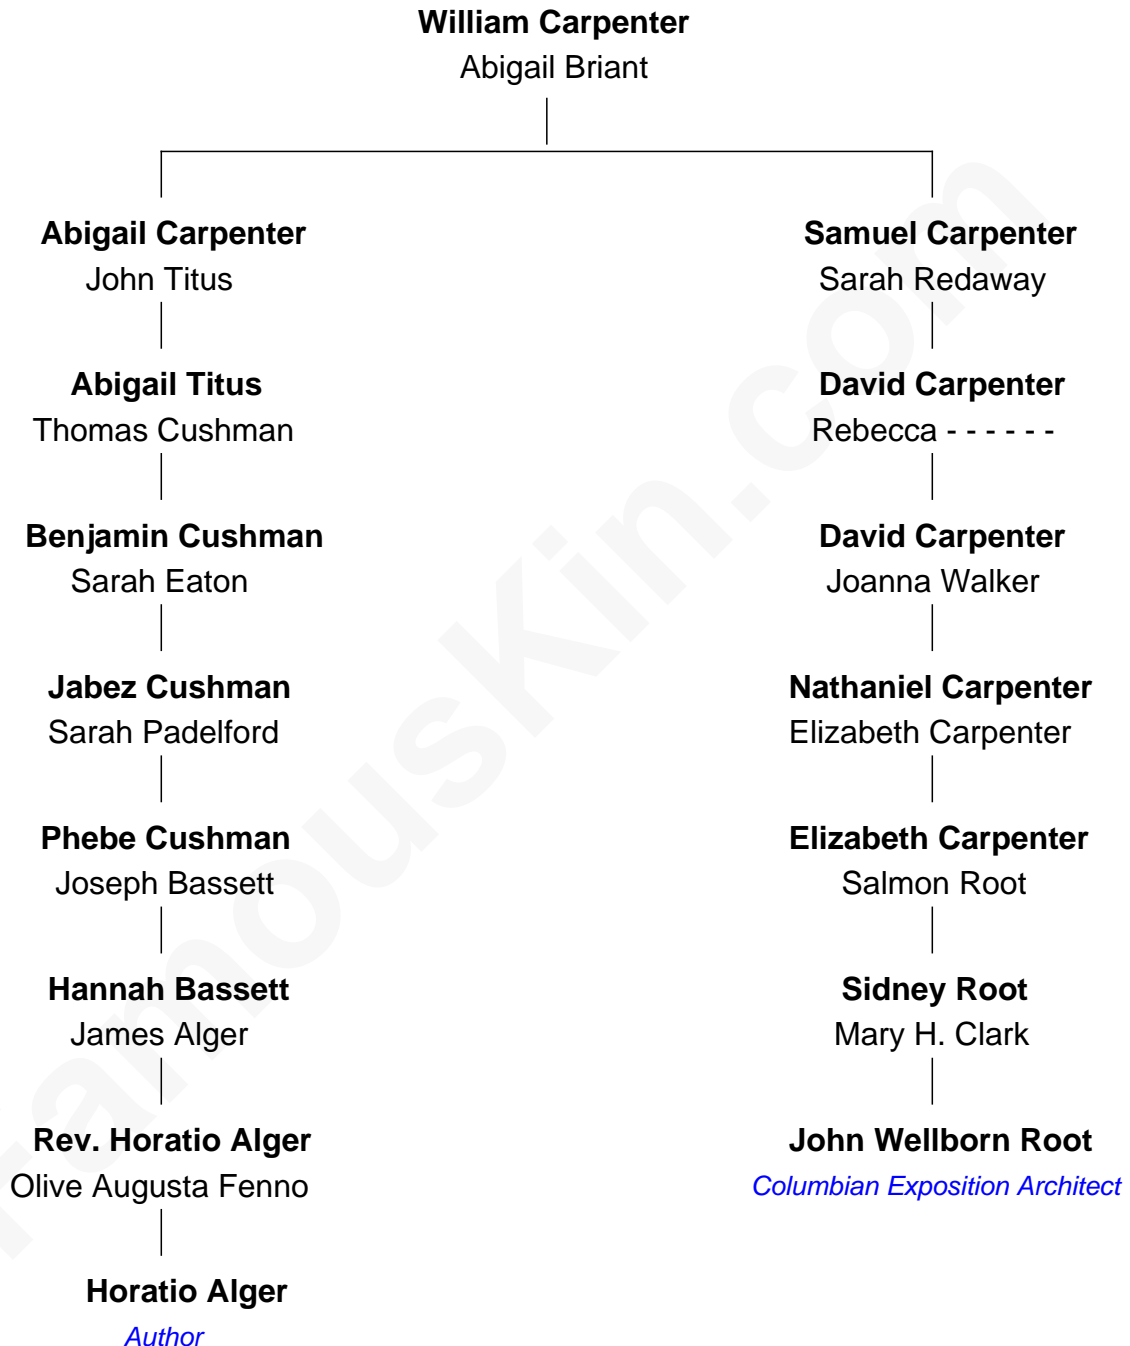 William Carpenter
Abigail Briant
Abigail Carpenter
John Titus
Abigail Titus
Thomas Cushman
Benjamin Cushman
Sarah Eaton
Jabez Cushman
Sarah Padelford
Phebe Cushman
Joseph Bassett
Hannah Bassett
James Alger
Rev. Horatio Alger
Olive Augusta Fenno
Horatio Alger
Author
Samuel Carpenter
Sarah Redaway
David Carpenter
Rebecca - - - - - -
David Carpenter
Joanna Walker
Nathaniel Carpenter
Elizabeth Carpenter
Elizabeth Carpenter
Salmon Root
Sidney Root
Mary H. Clark
John Wellborn Root
Columbian Exposition Architect
FamousKin.com